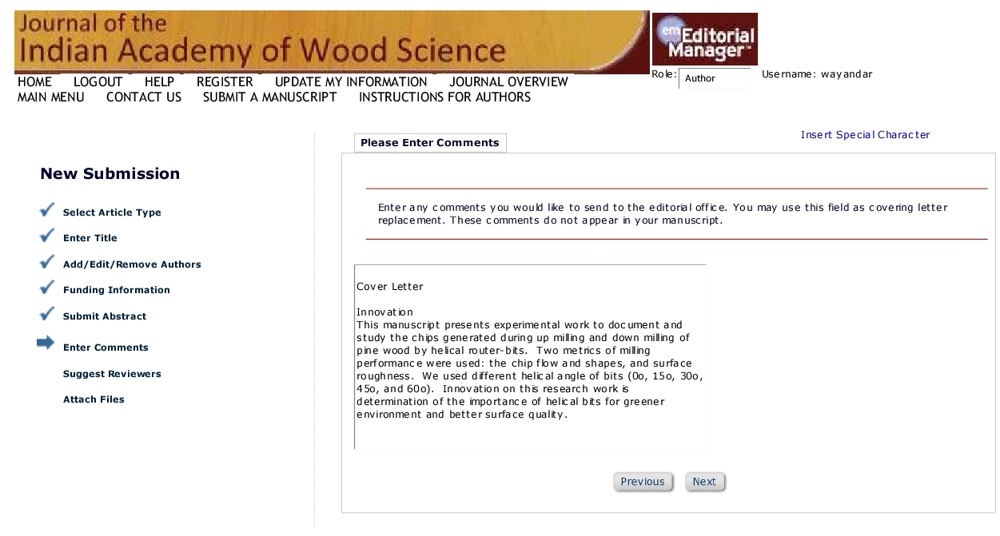 Journal of the
Indian Academy of Wood Science
em Editorial
Manager™
HOME LOGOUT HELP REGISTER UPDATE MY INFORMATION JOURNAL OVERVIEW
MAIN MENU CONTACT US SUBMIT A MANUSCRIPT INSTRUCTIONS FOR AUTHORS
Role: Author Username: wayandar
Please Enter Comments
Insert Special Character
New Submission
Select Article Type
Enter Title
Add/Edit/Remove Authors
Funding Information
Submit Abstract
Enter Comments
Suggest Reviewers
Attach Files
Enter any comments you would like to send to the editorial office. You may use this field as covering letter
replacement. These comments do not appear in your manuscript.
Cover Letter
Innovation
This manuscript presents experimental work to document and
study the chips generated during up milling and down milling of
pine wood by helical router-bits. Two metrics of milling
performance were used: the chip flow and shapes, and surface
roughness. We used different helical angle of bits (0o, 15o, 30o,
45o, and 60o). Innovation on this research work is
determination of the importance of helical bits for greener
environment and better surface quality.
Previous Next